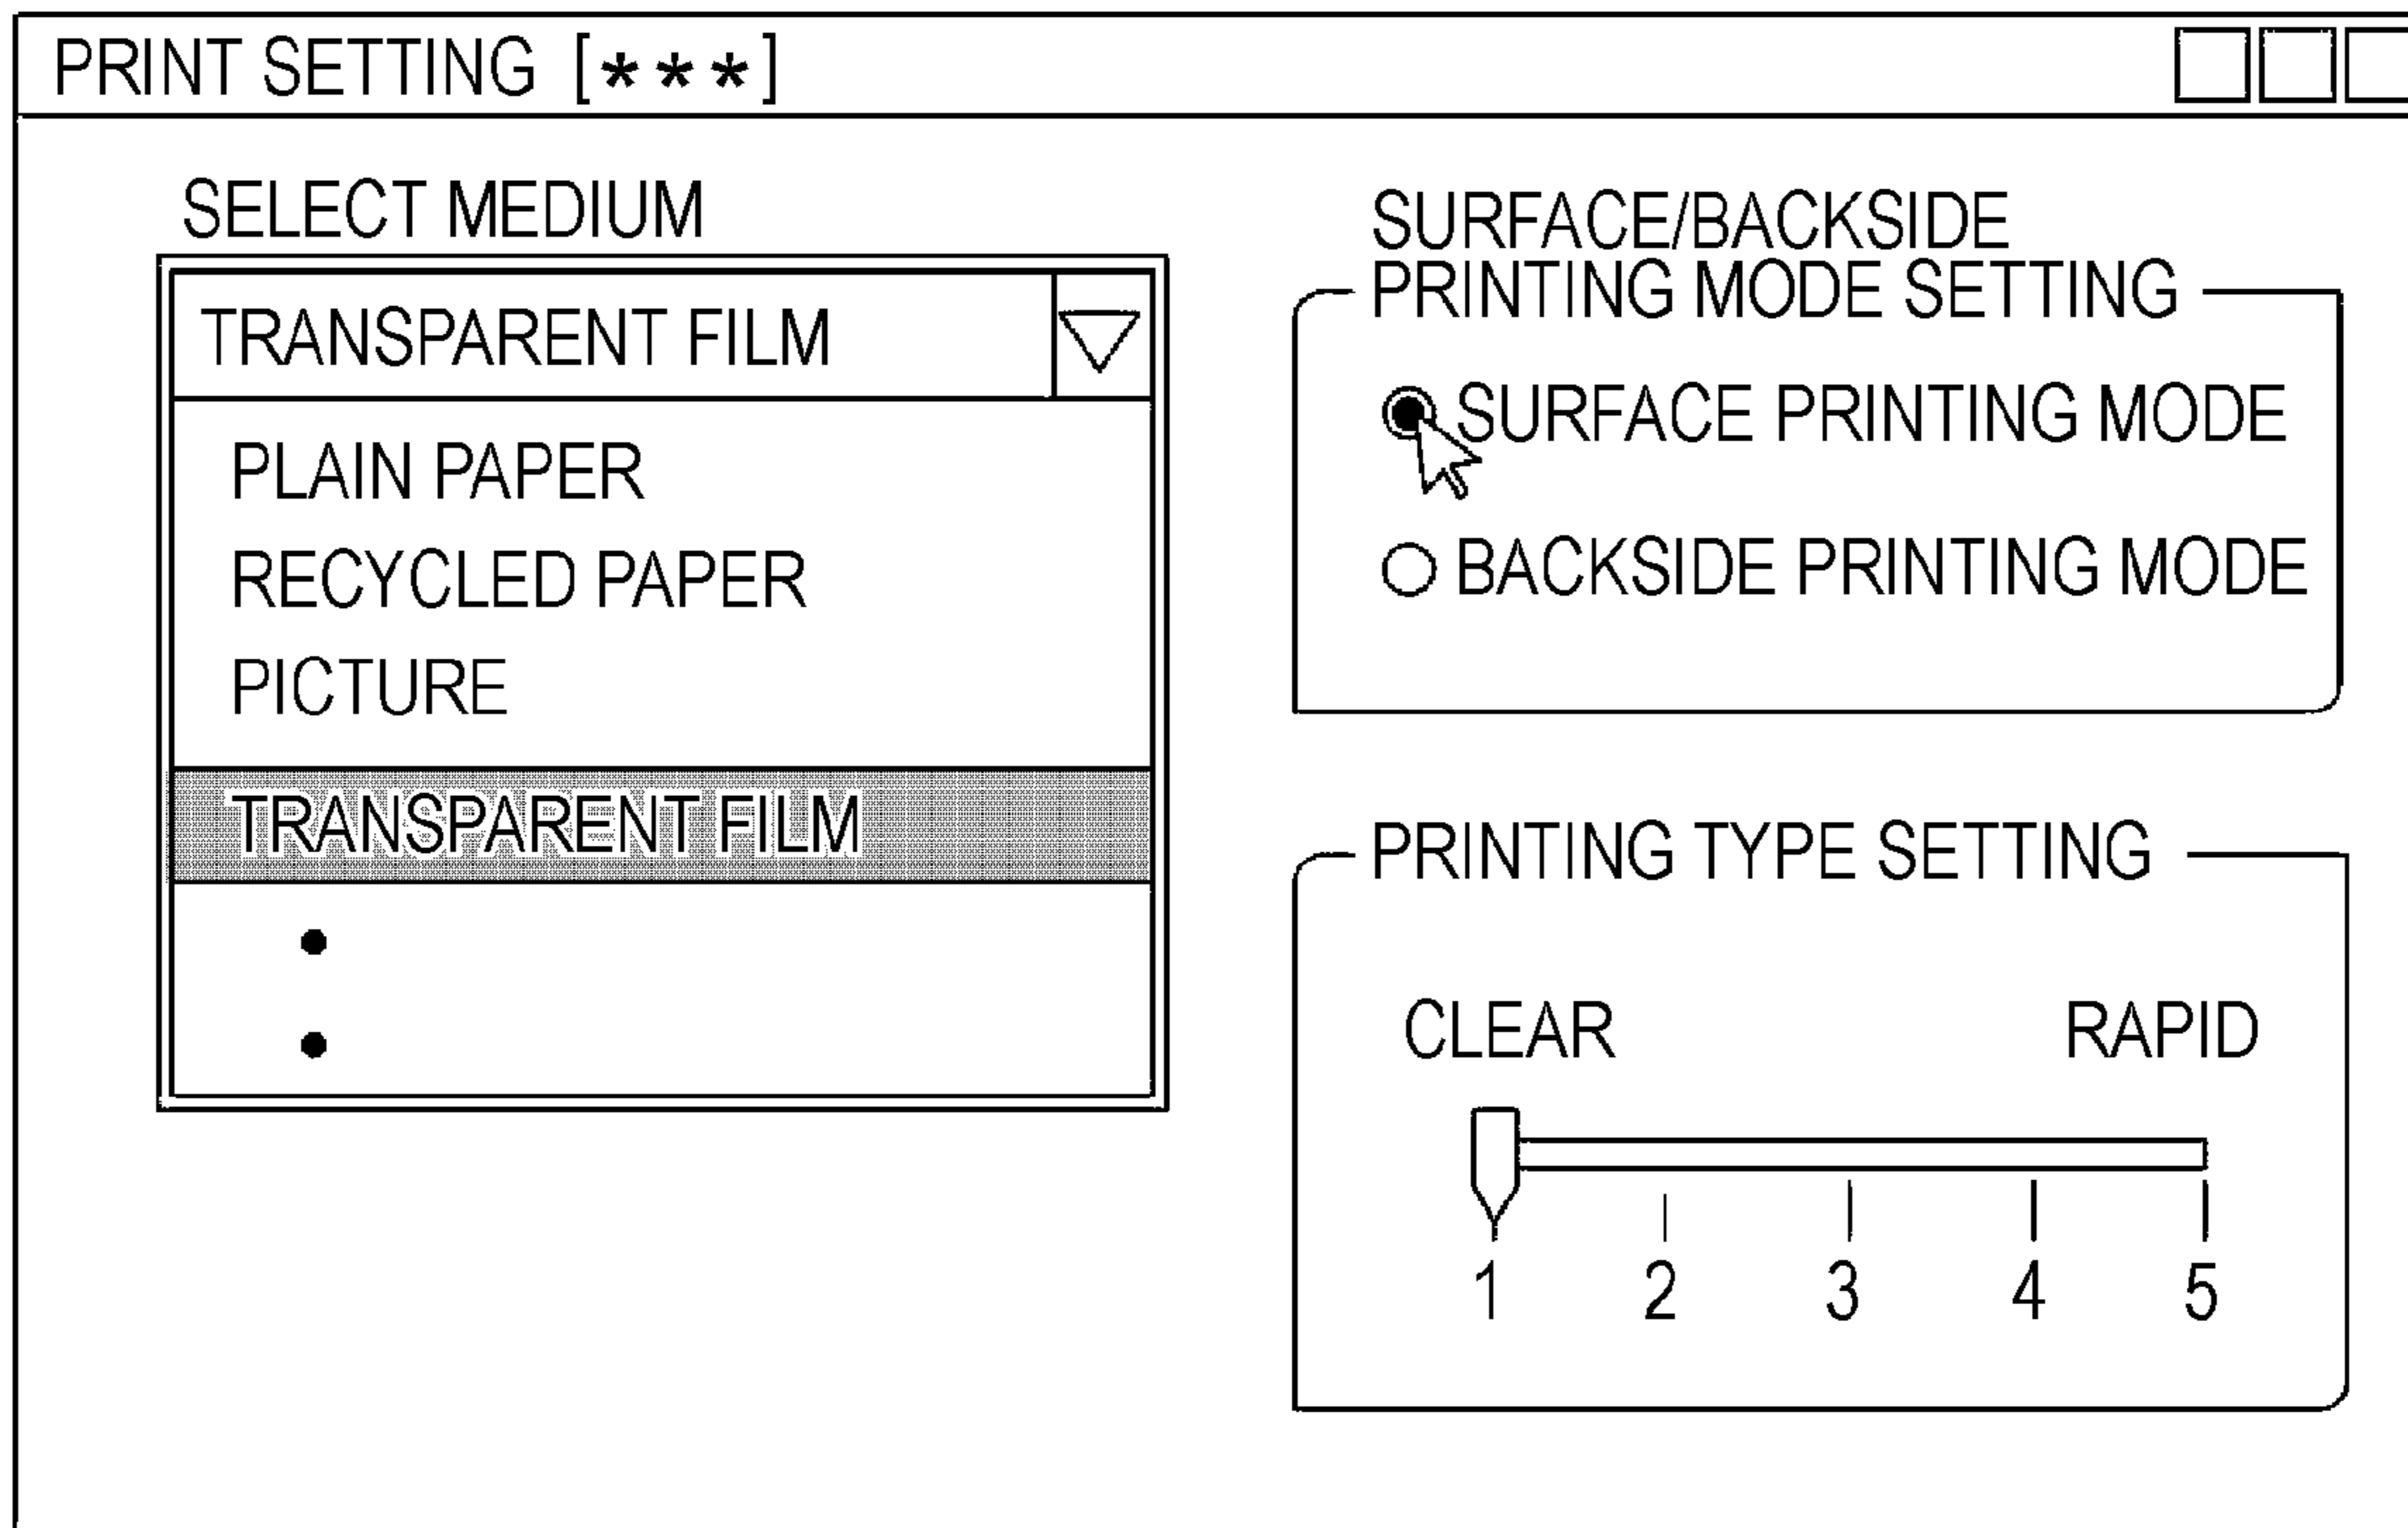 PRINT SETTING [***]
SELECT MEDIUM
TRANSPARENT FILM
PLAIN PAPER
RECYCLED PAPER
PICTURE
TRANSPARENT FILM
SURFACE/BACKSIDE
PRINTING MODE SETTING
SURFACE PRINTING MODE
BACKSIDE PRINTING MODE
PRINTING TYPE SETTING
CLEAR RAPID
1 2 3 4 5